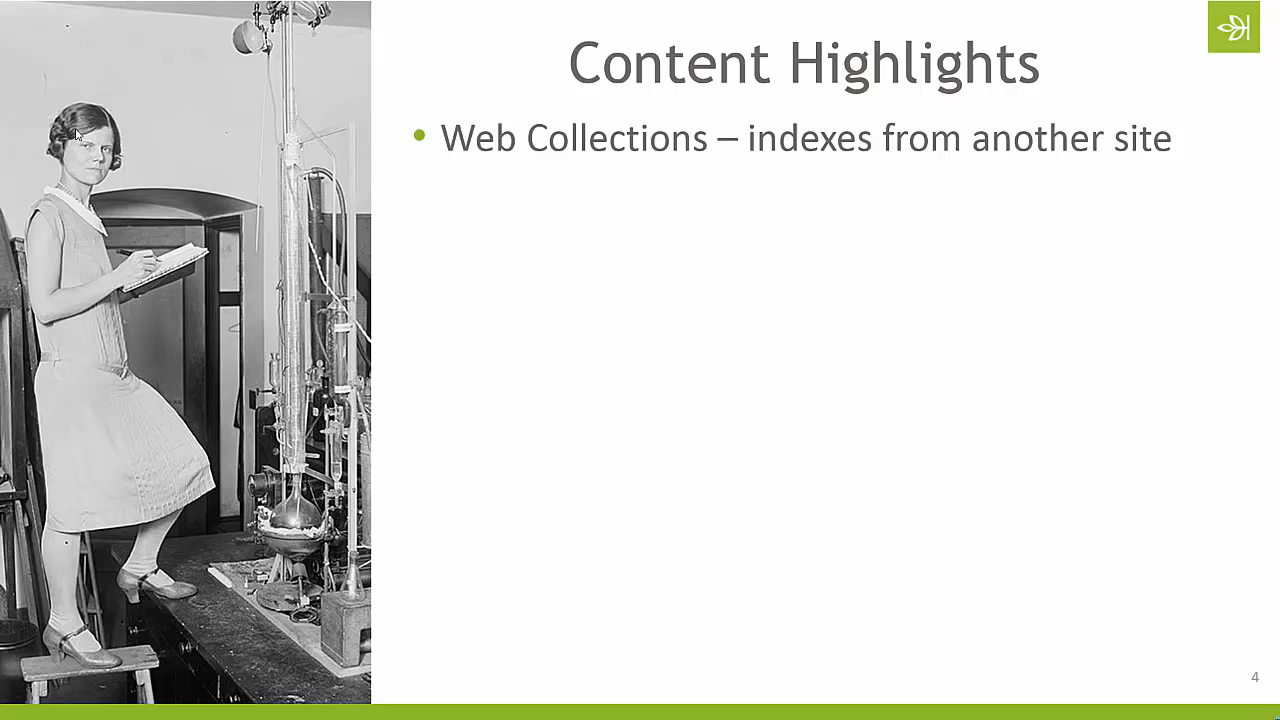 Content Highlights
• Web Collections – indexes from another site
4